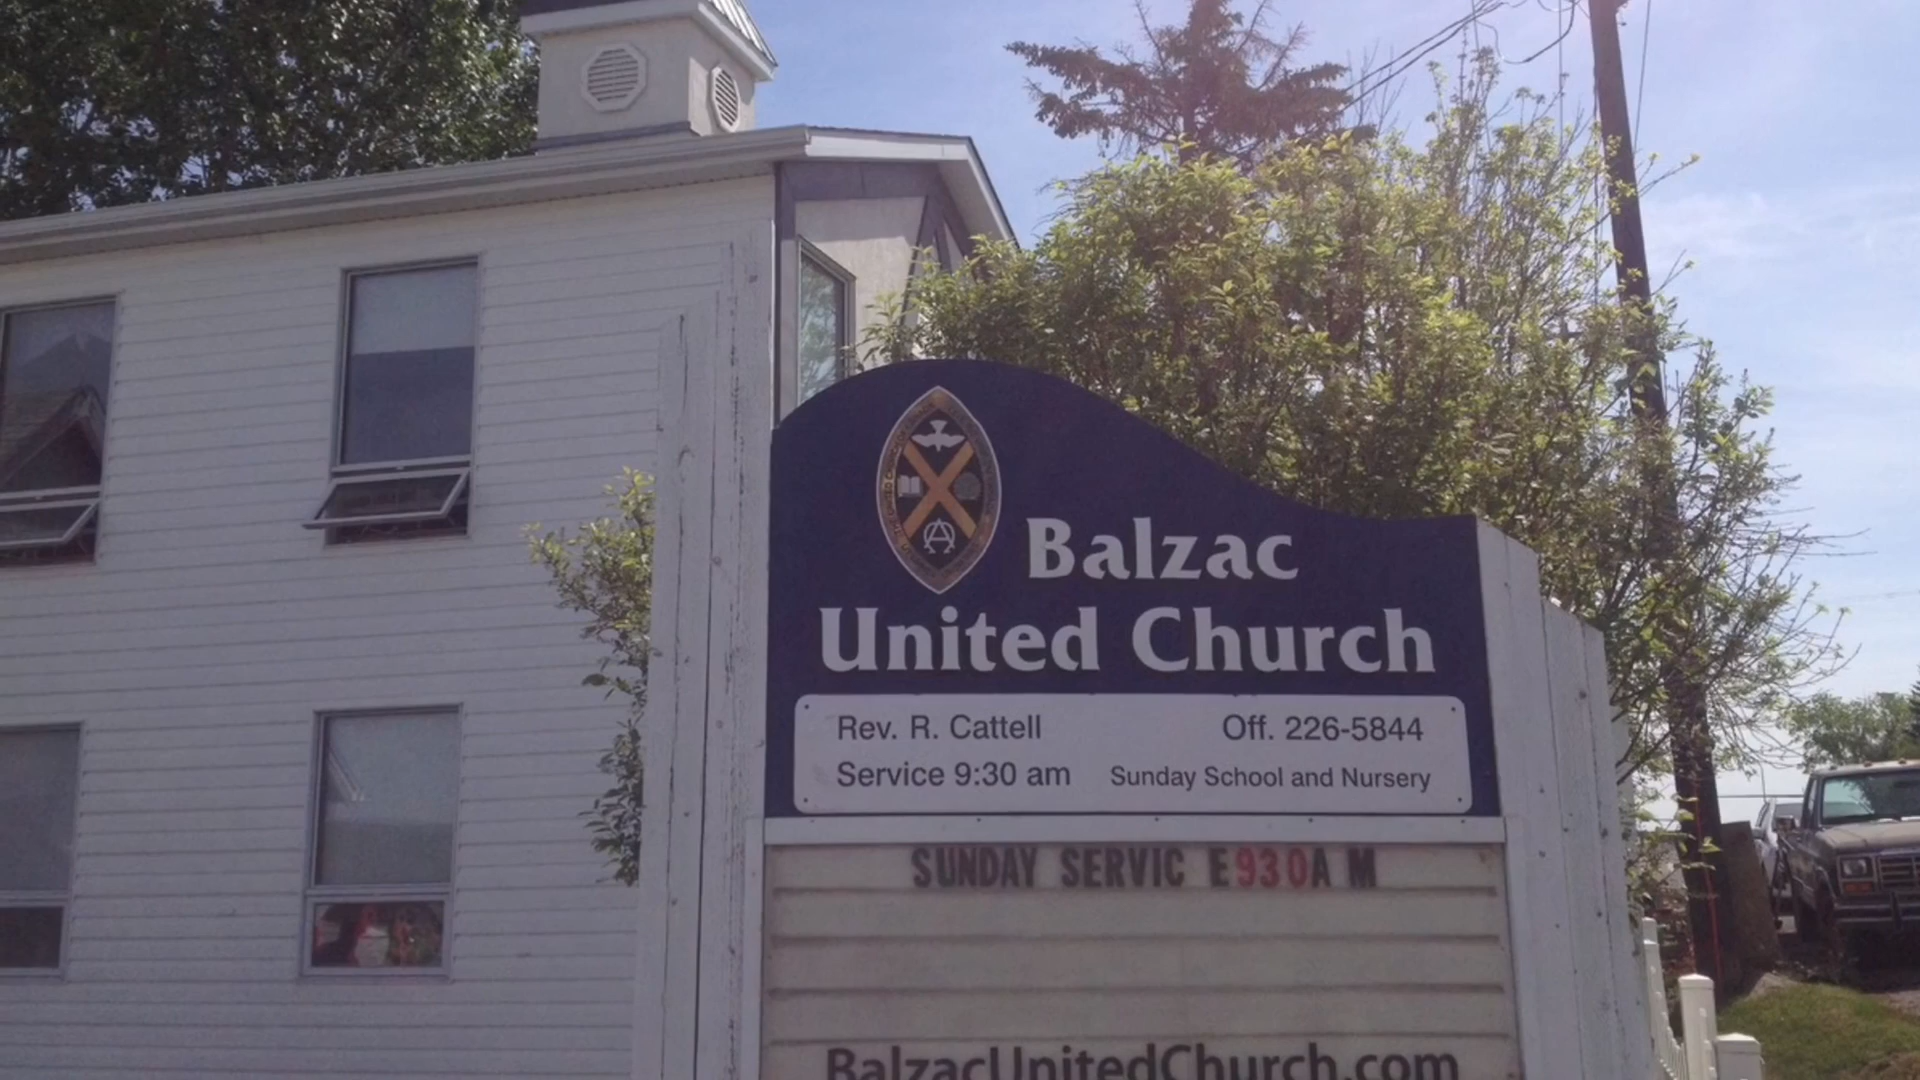 Balzac
United Church
Rev. R. Cattell Off. 226-5844
Service 9:30 am Sunday School and Nursery
SUNDAY SERVIC E930A M
BalzacUnitedChurch.com